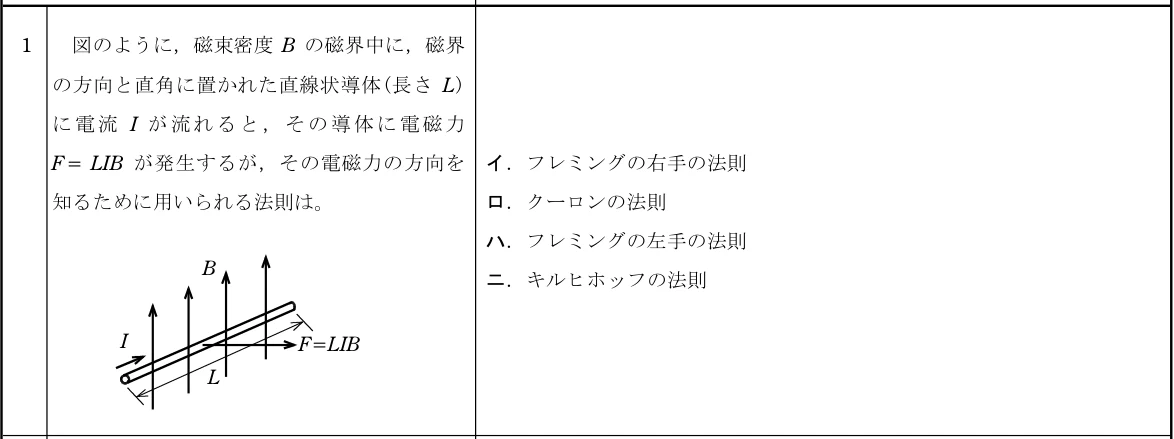 1
図のように，磁束密度 B の磁界中に，磁界
の方向と直角に置かれた直線状導体(長さ L)
に電流 I が流れると，その導体に電磁力
F= LIB が発生するが，その電磁力の方向を
知るために用いられる法則は。
B
I
F=LIB
L
イ．フレミングの右手の法則
ロ．クーロンの法則
ハ．フレミングの左手の法則
ニ．キルヒホッフの法則